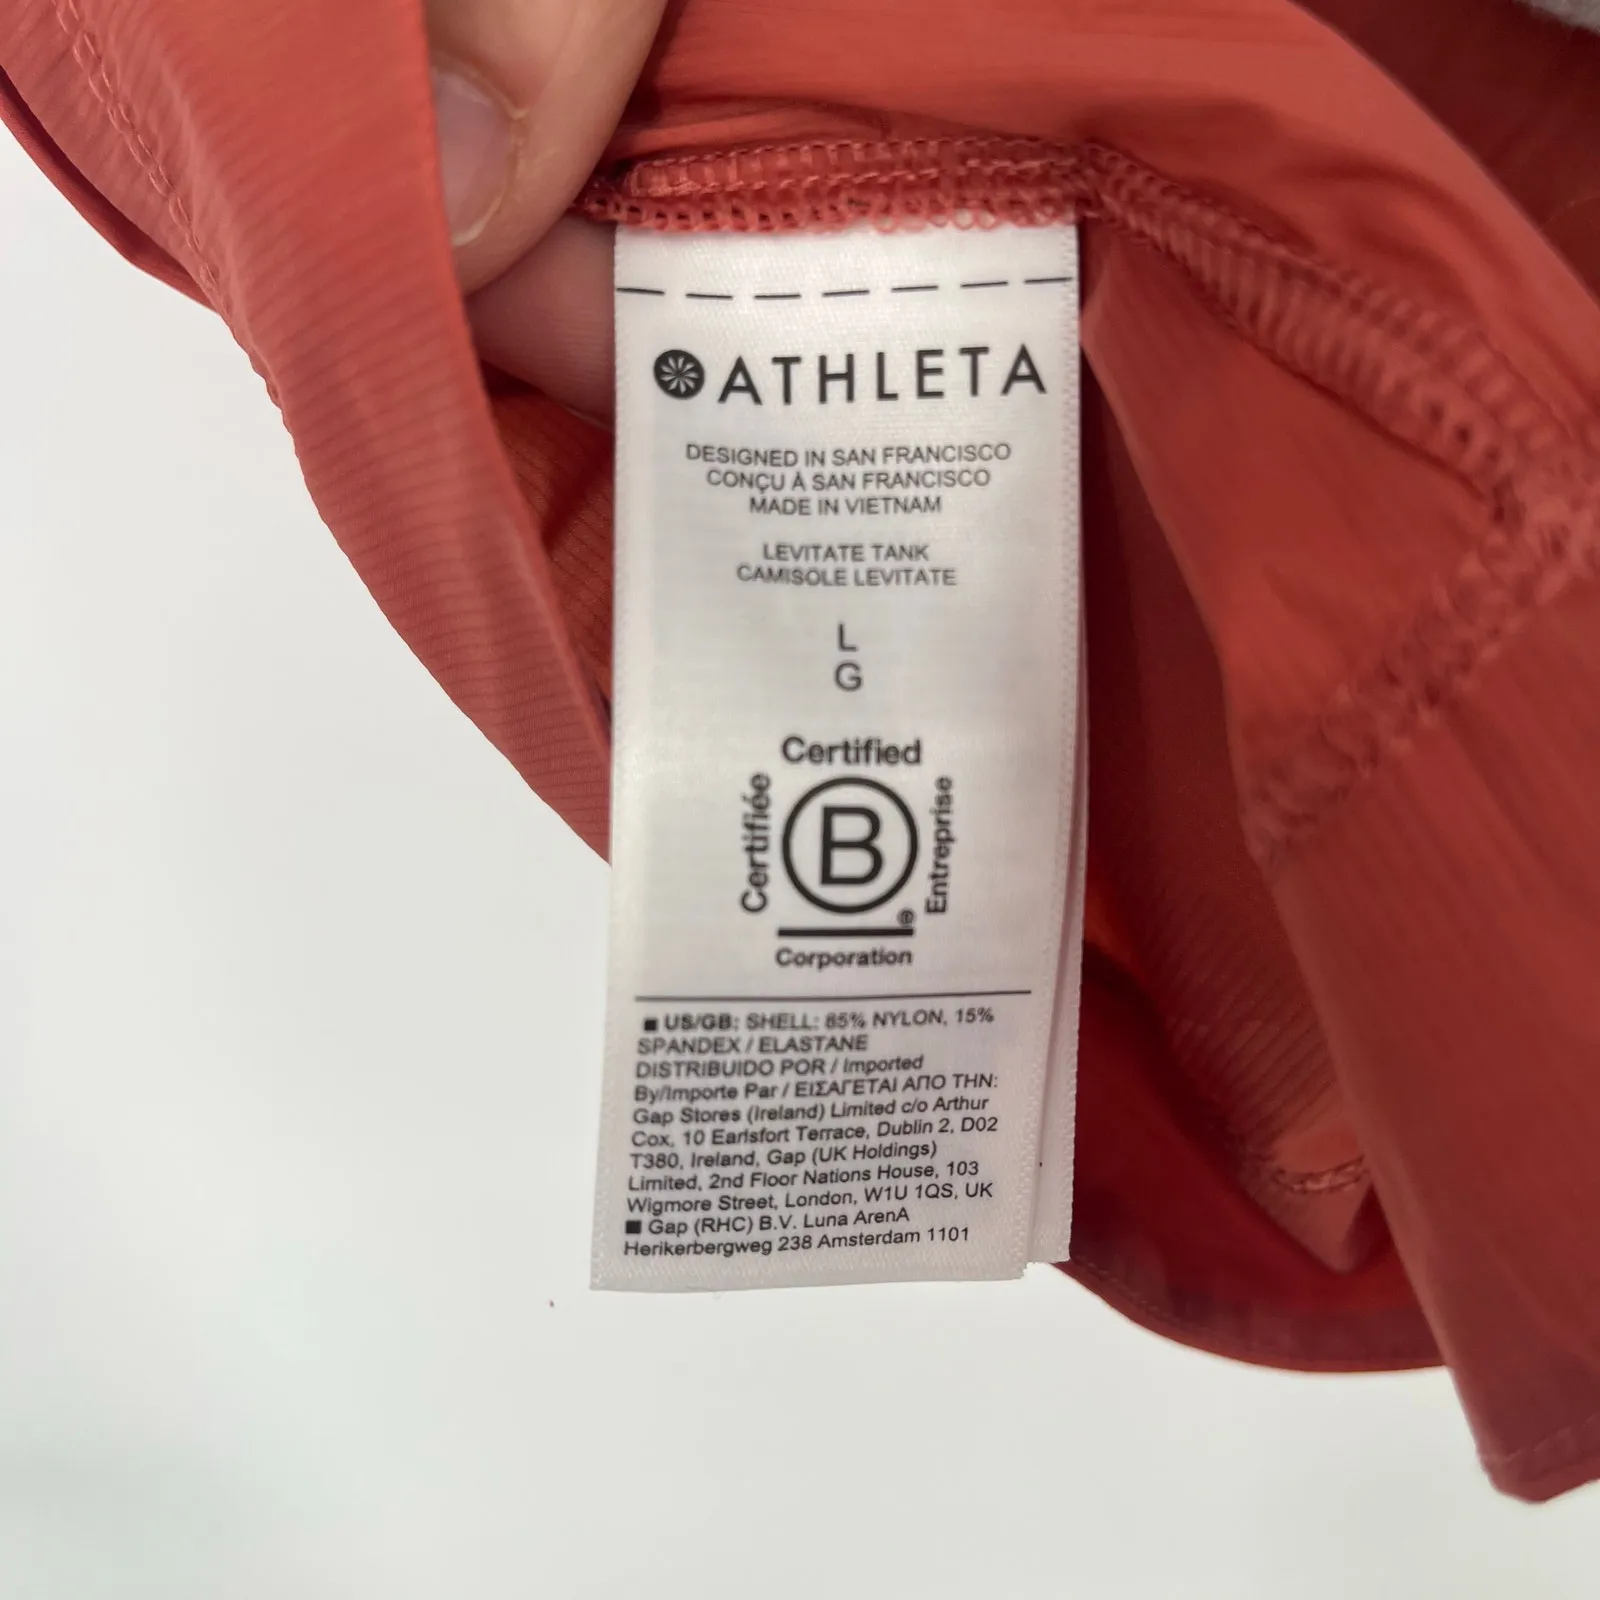 ATHLETA
DESIGNED IN SAN FRANCISCO
CONÇU À SAN FRANCISCO
MADE IN VIETNAM
LEVITATE TANK
CAMISOLE LEVITATE
L
G
Certified
Certifiée
B
®
Entreprise
Corporation
US/GB: SHELL: 85% NYLON, 15%
SPANDEX / ELASTANE
DISTRIBUIDO POR / Imported
By/Importe Par / ΕΙΣΑΓΕΤΑΙ ΑΠΟ ΤΗΝ:
Gap Stores (Ireland) Limited c/o Arthur
Cox, 10 Earlsfort Terrace, Dublin 2, D02
T380, Ireland, Gap (UK Holdings)
Limited, 2nd Floor Nations House, 103
Wigmore Street, London, W1U 1QS, UK
Gap (RHC) B.V. Luna ArenA
Herikerbergweg 238 Amsterdam 1101